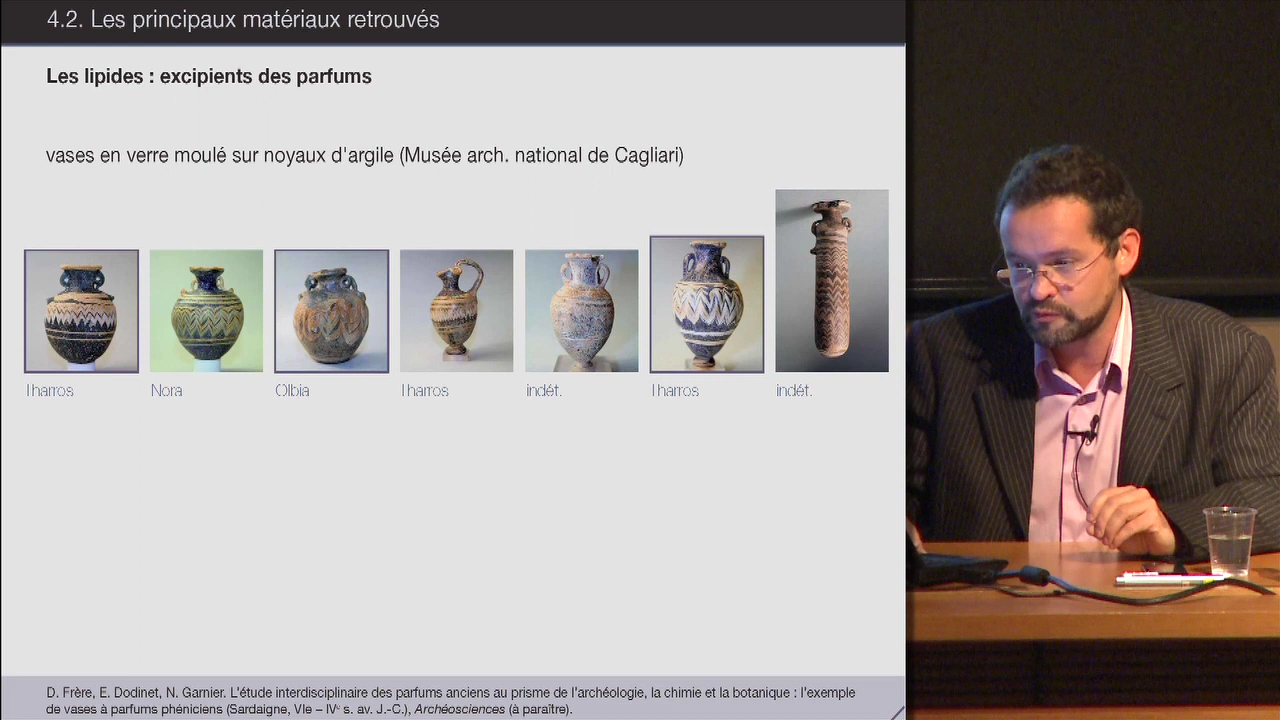 4.2. Les principaux matériaux retrouvés
Les lipides : excipients des parfums
vases en verre moulé sur noyaux d'argile (Musée arch. national de Cagliari)
Tharros Nora Olbia Tharros indét. Tharros indét.
D. Frère, E. Dodinet, N. Garnier. L'étude interdisciplinaire des parfums anciens au prisme de l'archéologie, la chimie et la botanique : l'exemple
de vases à parfums phéniciens (Sardaigne, VIe – IVe s. av. J.-C.), Archéosciences (à paraître).